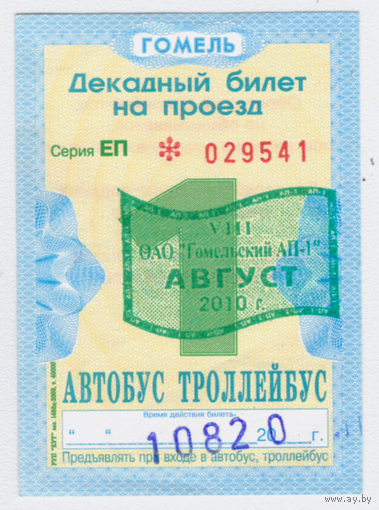 ГОМЕЛЬ
Декадный билет
на проезд
Серия ЕП * 029541
1
VIII
ОАО "Гомельский АП-1"
АВГУСТ
2010 г.
АВТОБУС ТРОЛЛЕЙБУС
Время действия билета
" " 20 г.
10820
Предъявлять при входе в автобус, троллейбус
www.ay.by